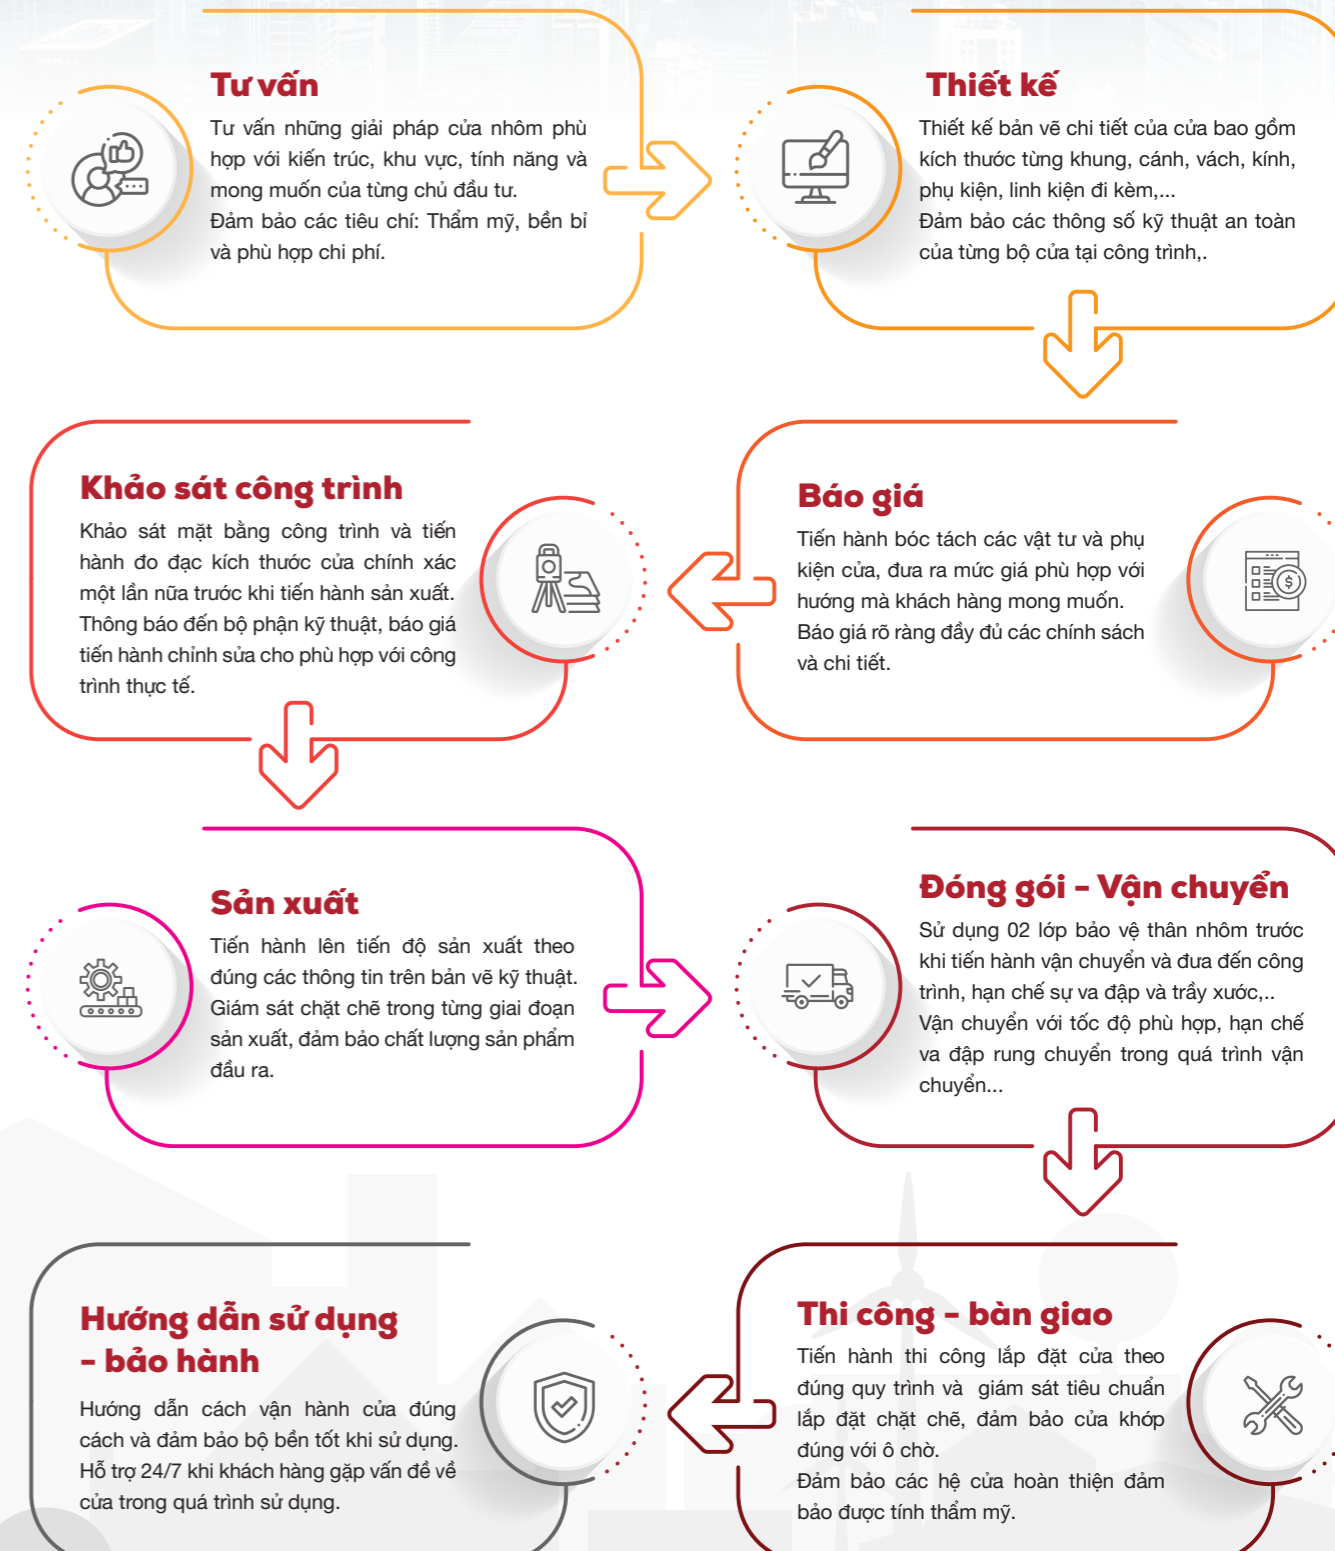 Tư vấn
Tư vấn những giải pháp cửa nhôm phù
hợp với kiến trúc, khu vực, tính năng và
mong muốn của từng chủ đầu tư.
Đảm bảo các tiêu chí: Thẩm mỹ, bền bỉ
và phù hợp chi phí.
Thiết kế
Thiết kế bản vẽ chi tiết của cửa bao gồm
kích thước từng khung, cánh, vách, kính,
phụ kiện, linh kiện đi kèm,...
Đảm bảo các thông số kỹ thuật an toàn
của từng bộ cửa tại công trình,.
Báo giá
Tiến hành bóc tách các vật tư và phụ
kiện cửa, đưa ra mức giá phù hợp với
hướng mà khách hàng mong muốn.
Báo giá rõ ràng đầy đủ các chính sách
và chi tiết.
Khảo sát công trình
Khảo sát mặt bằng công trình và tiến
hành đo đạc kích thước cửa chính xác
một lần nữa trước khi tiến hành sản xuất.
Thông báo đến bộ phận kỹ thuật, báo giá
tiến hành chỉnh sửa cho phù hợp với công
trình thực tế.
Sản xuất
Tiến hành lên tiến độ sản xuất theo
đúng các thông tin trên bản vẽ kỹ thuật.
Giám sát chặt chẽ trong từng giai đoạn
sản xuất, đảm bảo chất lượng sản phẩm
đầu ra.
Đóng gói - Vận chuyển
Sử dụng 02 lớp bảo vệ thân nhôm trước
khi tiến hành vận chuyển và đưa đến công
trình, hạn chế sự va đập và trầy xước,..
Vận chuyển với tốc độ phù hợp, hạn chế
va đập rung chuyển trong quá trình vận
chuyển...
Thi công - bàn giao
Tiến hành thi công lắp đặt cửa theo
đúng quy trình và giám sát tiêu chuẩn
lắp đặt chặt chẽ, đảm bảo cửa khớp
đúng với ô chờ.
Đảm bảo các hệ cửa hoàn thiện đảm
bảo được tính thẩm mỹ.
Hướng dẫn sử dụng
- bảo hành
Hướng dẫn cách vận hành cửa đúng
cách và đảm bảo bộ bền tốt khi sử dụng.
Hỗ trợ 24/7 khi khách hàng gặp vấn đề về
cửa trong quá trình sử dụng.